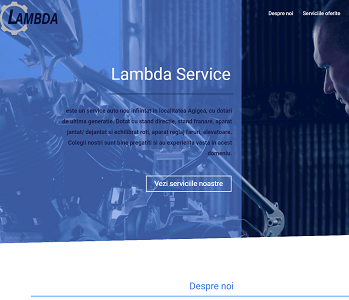 LAMBDA
Despre noi Serviciile oferite
Lambda Service
este un service auto nou infiintat in localitatea Agigea, cu dotari
de ultima generatie. Dotat cu stand directie, stand franare, aparat
jantat/ dejantat si echilibrat roti, aparat reglaj faruri, elevatoare.
Colegii nostri sunt bine pregatiti si au experienta vasta in acest
domeniu.
Vezi serviciile noastre
Despre noi